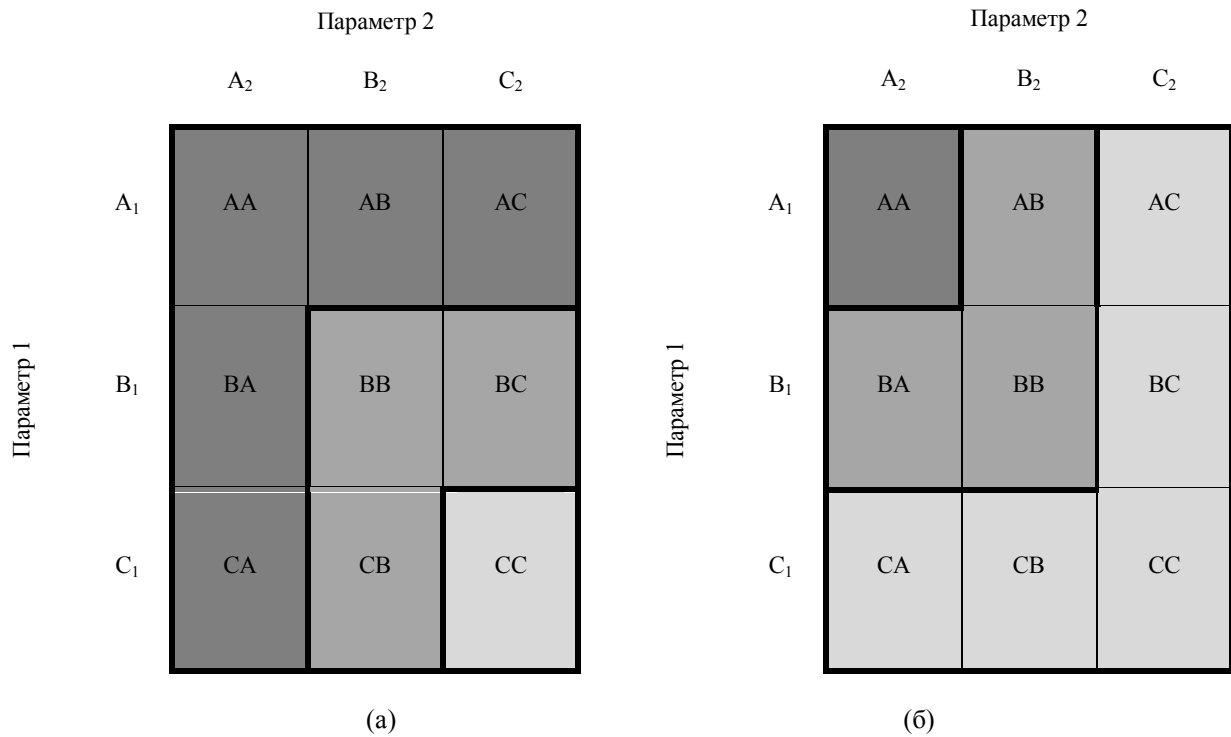 Параметр 2
A₂ B₂ C₂
A₁ AA AB AC
Параметр 1
B₁ BA BB BC
C₁ CA CB CC
(а)
Параметр 2
A₂ B₂ C₂
A₁ AA AB AC
Параметр 1
B₁ BA BB BC
C₁ CA CB CC
(б)